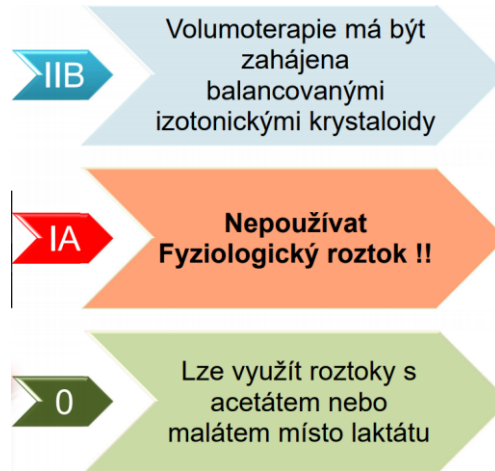 IIB
Volumoterapie má být
zahájena
balancovanými
izotonickými krystaloidy
IA
Nepoužívat
Fyziologický roztok !!
0
Lze využít roztoky s
acetátem nebo
malátem místo laktátu